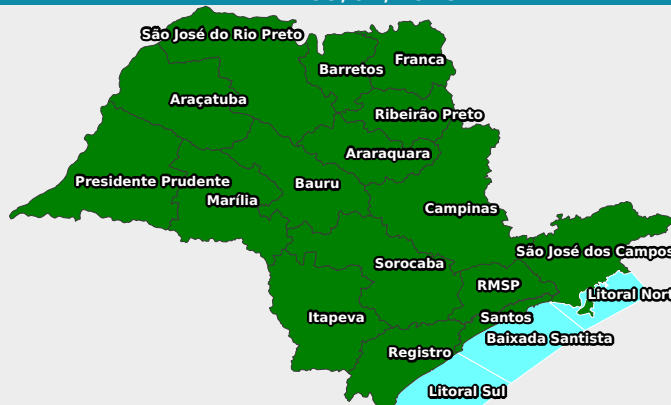 São José do Rio Preto
Franca
Barretos
Araçatuba
Ribeirão Preto
Araraquara
Presidente Prudente
Bauru
Marília
Campinas
São José dos Campos
Sorocaba
RMSP
Litoral Nort
Itapeva
Santos
Baixada Santista
Registro
Litoral Sul